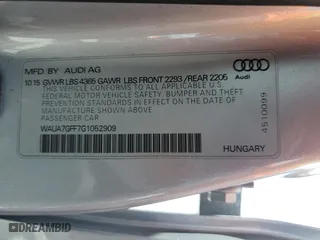 MFD BY AUDI AG
10.15 GVWR LBS 4365 GAWR LBS FRONT 2293 /REAR 2205
THIS VEHICLE CONFORMS TO ALL APPLICABLE U.S.
FEDERAL MOTOR VEHICLE SAFETY, BUMPER AND THEFT
PREVENTION STANDARDS IN EFFECT ON THE DATE OF
MANUFACTURE SHOWN ABOVE
PASSENGER CAR
WAUA7GFF7G1052909
Audi
4510099
HUNGARY
DREAMBID.COM